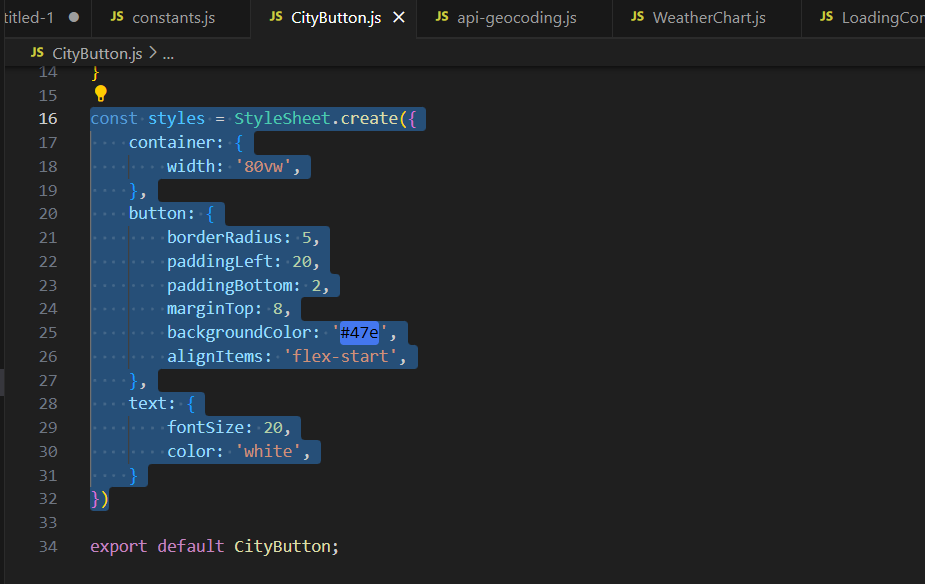 titled-1 JS constants.js JS CityButton.js JS api-geocoding.js JS WeatherChart.js JS LoadingCon
JS CityButton.js > ...
14 }
15
16 const styles = StyleSheet.create({
17     container: {
18         width: '80vw',
19     },
20     button: {
21         borderRadius: 5,
22         paddingLeft: 20,
23         paddingBottom: 2,
24         marginTop: 8,
25         backgroundColor: '#47e',
26         alignItems: 'flex-start',
27     },
28     text: {
29         fontSize: 20,
30         color: 'white',
31     }
32 })
33
34 export default CityButton;